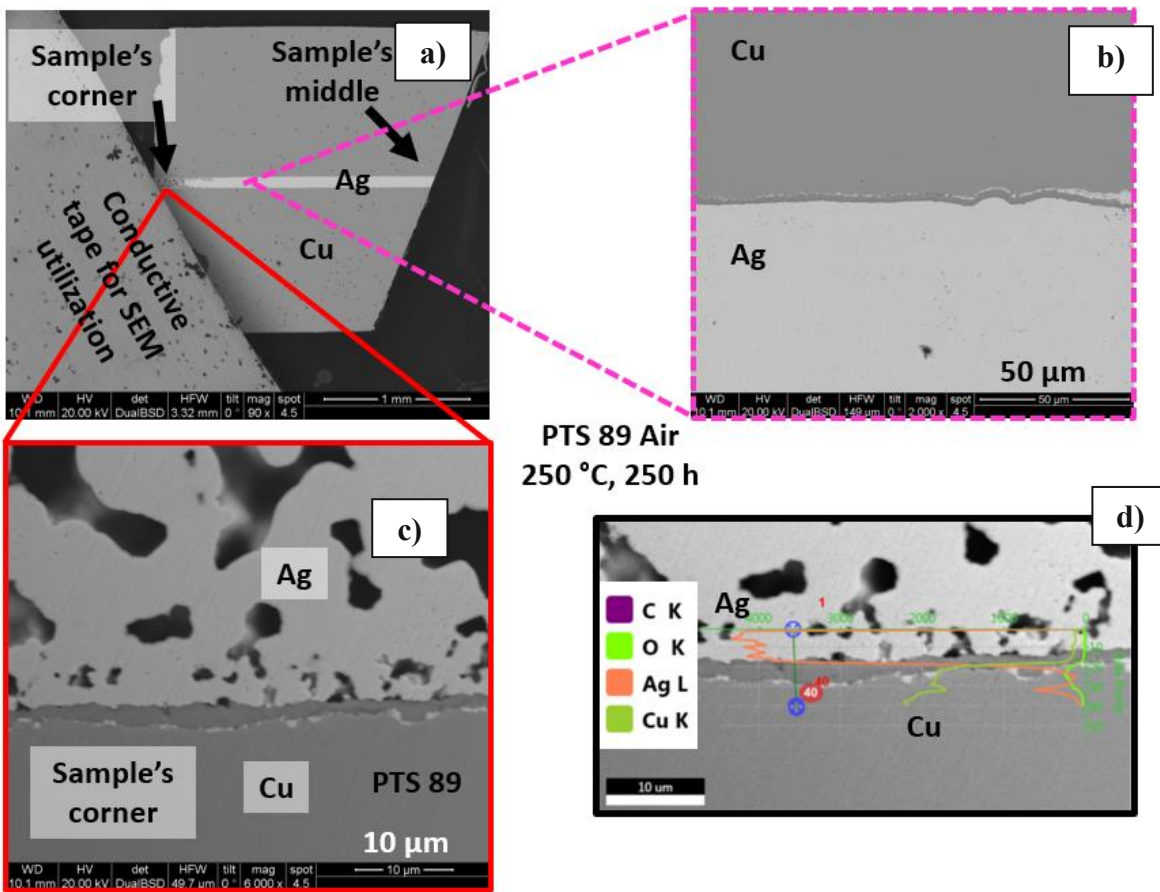 Sample's
corner
Sample's
middle
a)
Ag
Cu
Conductive
tape for SEM
utilization
WD HV det HFW tilt mag spot
10.1 mm 20.00 kV DualBSD 3.32 mm 0 ° 90 x 4.5 1 mm
Cu
b)
Ag
50 µm
WD HV det HFW tilt mag spot 50 µm
10.1 mm 20.00 kV DualBSD 149 µm 0 ° 2 000 x 4.5
PTS 89 Air
250 °C, 250 h
c)
Ag
Sample's
corner
Cu
PTS 89
10 µm
WD HV det HFW tilt mag spot 10 µm
10.1 mm 20.00 kV DualBSD 49.7 µm 0 ° 6 000 x 4.5
d)
Ag
1
3000 2000 0
C K
O K
Ag L
Cu K
40
Cu
10 um